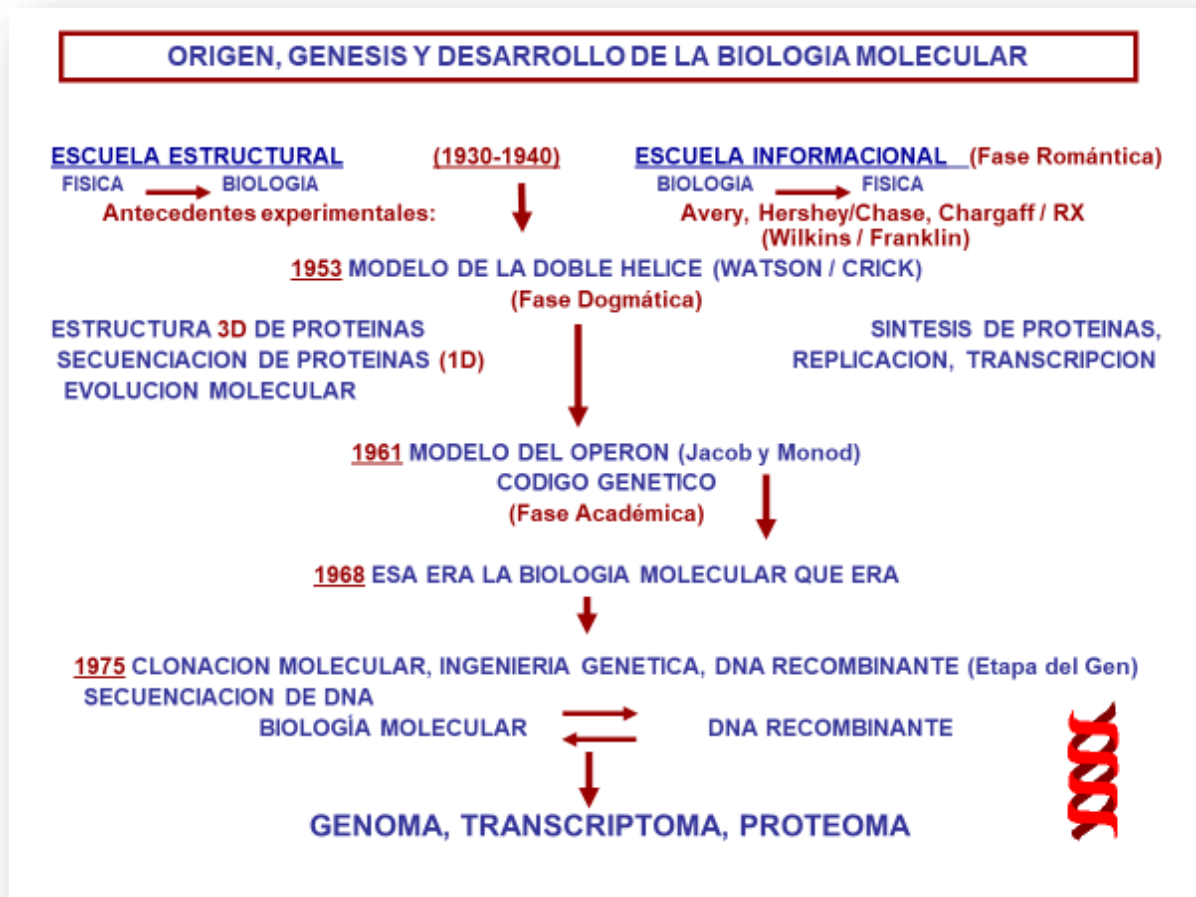 ORIGEN, GENESIS Y DESARROLLO DE LA BIOLOGIA MOLECULAR
ESCUELA ESTRUCTURAL (1930-1940) ESCUELA INFORMACIONAL (Fase Romántica)
FISICA BIOLOGIA BIOLOGIA FISICA
Antecedentes experimentales: Avery, Hershey/Chase, Chargaff / RX
(Wilkins / Franklin)
1953 MODELO DE LA DOBLE HELICE (WATSON / CRICK)
(Fase Dogmática)
ESTRUCTURA 3D DE PROTEINAS SINTESIS DE PROTEINAS,
SECUENCIACION DE PROTEINAS (1D) REPLICACION, TRANSCRIPCION
EVOLUCION MOLECULAR
1961 MODELO DEL OPERON (Jacob y Monod)
CODIGO GENETICO
(Fase Académica)
1968 ESA ERA LA BIOLOGIA MOLECULAR QUE ERA
1975 CLONACION MOLECULAR, INGENIERIA GENETICA, DNA RECOMBINANTE (Etapa del Gen)
SECUENCIACION DE DNA
BIOLOGÍA MOLECULAR DNA RECOMBINANTE
GENOMA, TRANSCRIPTOMA, PROTEOMA